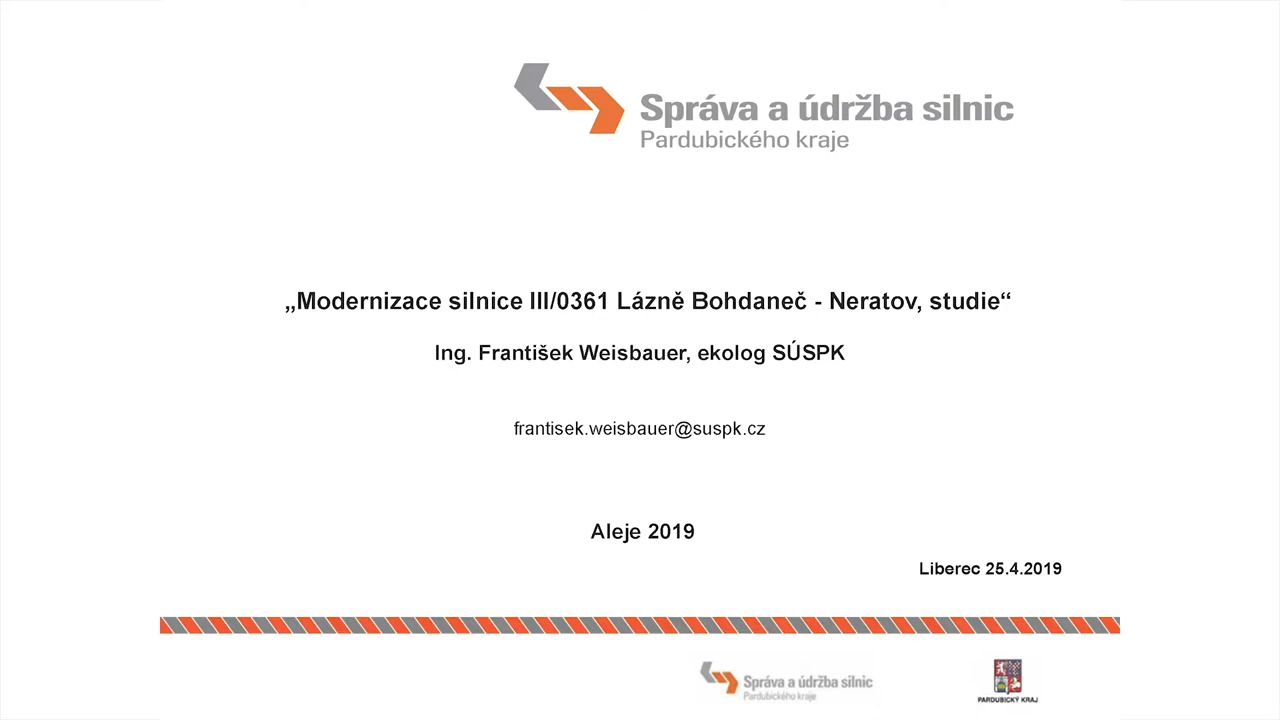 Správa a údržba silnic
Pardubického kraje
„Modernizace silnice III/0361 Lázně Bohdaneč - Neratov, studie“
Ing. František Weisbauer, ekolog SÚSPK
frantisek.weisbauer@suspk.cz
Aleje 2019
Liberec 25.4.2019
Správa a údržba silnic
Pardubického kraje
PARDUBICKÝ KRAJ